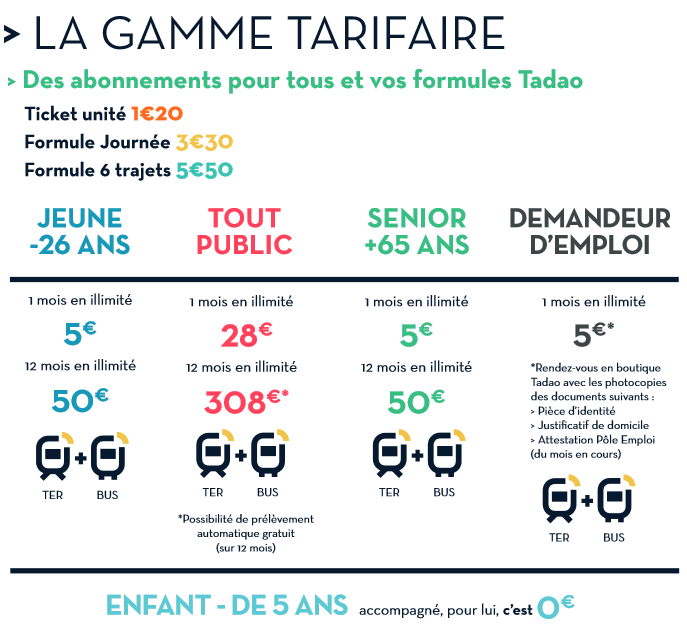 > LA GAMME TARIFAIRE
> Des abonnements pour tous et vos formules Tadao
Ticket unité 1€20
Formule Journée 3€30
Formule 6 trajets 5€50
JEUNE
-26 ANS
1 mois en illimité
5€
12 mois en illimité
50€
TER BUS
TOUT
PUBLIC
1 mois en illimité
28€
12 mois en illimité
308€*
TER BUS
*Possibilité de prélèvement
automatique gratuit
(sur 12 mois)
SENIOR
+65 ANS
1 mois en illimité
5€
12 mois en illimité
50€
TER BUS
DEMANDEUR
D'EMPLOI
1 mois en illimité
5€*
*Rendez-vous en boutique
Tadao avec les photocopies
des documents suivants :
> Pièce d'identité
> Justificatif de domicile
> Attestation Pôle Emploi
(du mois en cours)
TER BUS
ENFANT - DE 5 ANS accompagné, pour lui, c'est 0€